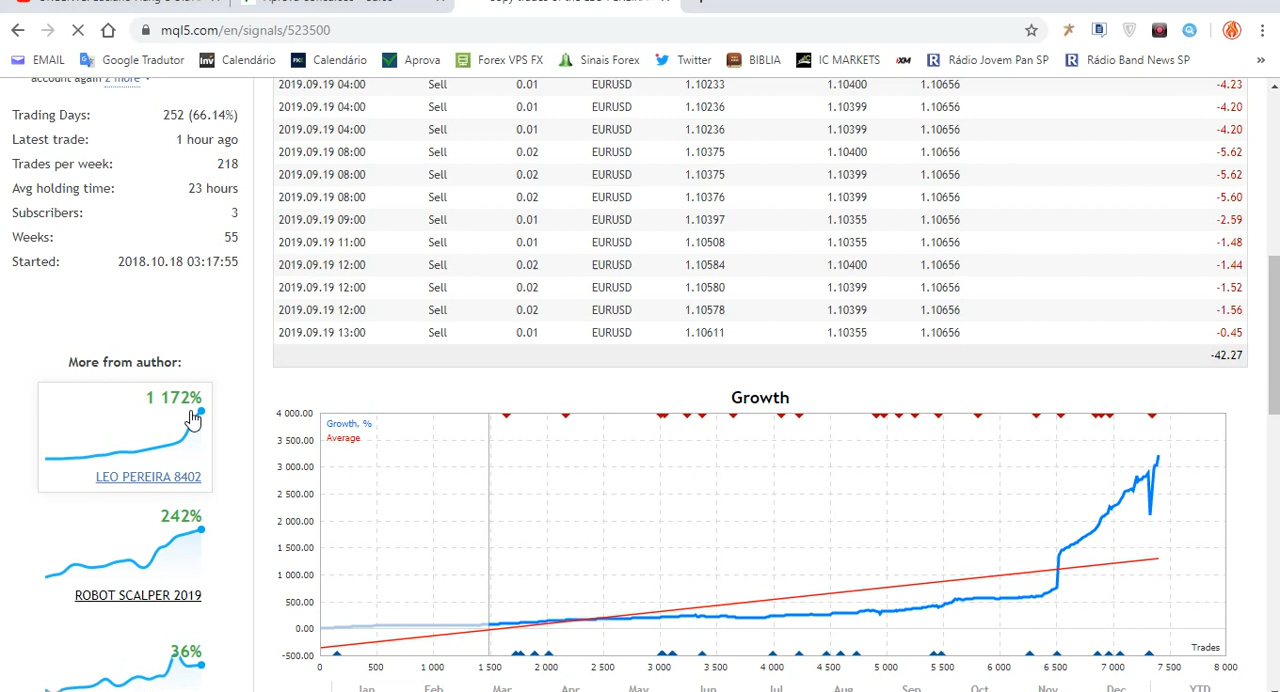 Copy trades of the LEO PEREIRA
mql5.com/en/signals/523500
EMAIL Google Tradutor Calendário Calendário Aprova Forex VPS FX Sinais Forex Twitter BIBLIA IC MARKETS XM Rádio Jovem Pan SP Rádio Band News SP »
account again 2 more
Trading Days: 252 (66.14%)
Latest trade: 1 hour ago
Trades per week: 218
Avg holding time: 23 hours
Subscribers: 3
Weeks: 55
Started: 2018.10.18 03:17:55
More from author:
1 172%
LEO PEREIRA 8402
242%
ROBOT SCALPER 2019
36%
2019.09.19 04:00 Sell 0.01 EURUSD 1.10233 1.10400 1.10656 -4.23
2019.09.19 04:00 Sell 0.01 EURUSD 1.10236 1.10399 1.10656 -4.20
2019.09.19 04:00 Sell 0.01 EURUSD 1.10236 1.10399 1.10656 -4.20
2019.09.19 08:00 Sell 0.02 EURUSD 1.10375 1.10400 1.10656 -5.62
2019.09.19 08:00 Sell 0.02 EURUSD 1.10375 1.10399 1.10656 -5.62
2019.09.19 08:00 Sell 0.02 EURUSD 1.10376 1.10399 1.10656 -5.60
2019.09.19 09:00 Sell 0.01 EURUSD 1.10397 1.10355 1.10656 -2.59
2019.09.19 11:00 Sell 0.01 EURUSD 1.10508 1.10355 1.10656 -1.48
2019.09.19 12:00 Sell 0.02 EURUSD 1.10584 1.10400 1.10656 -1.44
2019.09.19 12:00 Sell 0.02 EURUSD 1.10580 1.10399 1.10656 -1.52
2019.09.19 12:00 Sell 0.02 EURUSD 1.10578 1.10399 1.10656 -1.56
2019.09.19 13:00 Sell 0.01 EURUSD 1.10611 1.10355 1.10656 -0.45
-42.27
Growth
Growth, %
Average
4 000.00
3 500.00
3 000.00
2 500.00
2 000.00
1 500.00
1 000.00
500.00
0.00
-500.00
Trades
0 500 1 000 1 500 2 000 2 500 3 000 3 500 4 000 4 500 5 000 5 500 6 000 6 500 7 000 7 500 8 000
Jan Feb Mar Apr May Jun Jul Aug Sep Oct Nov Dec YTD